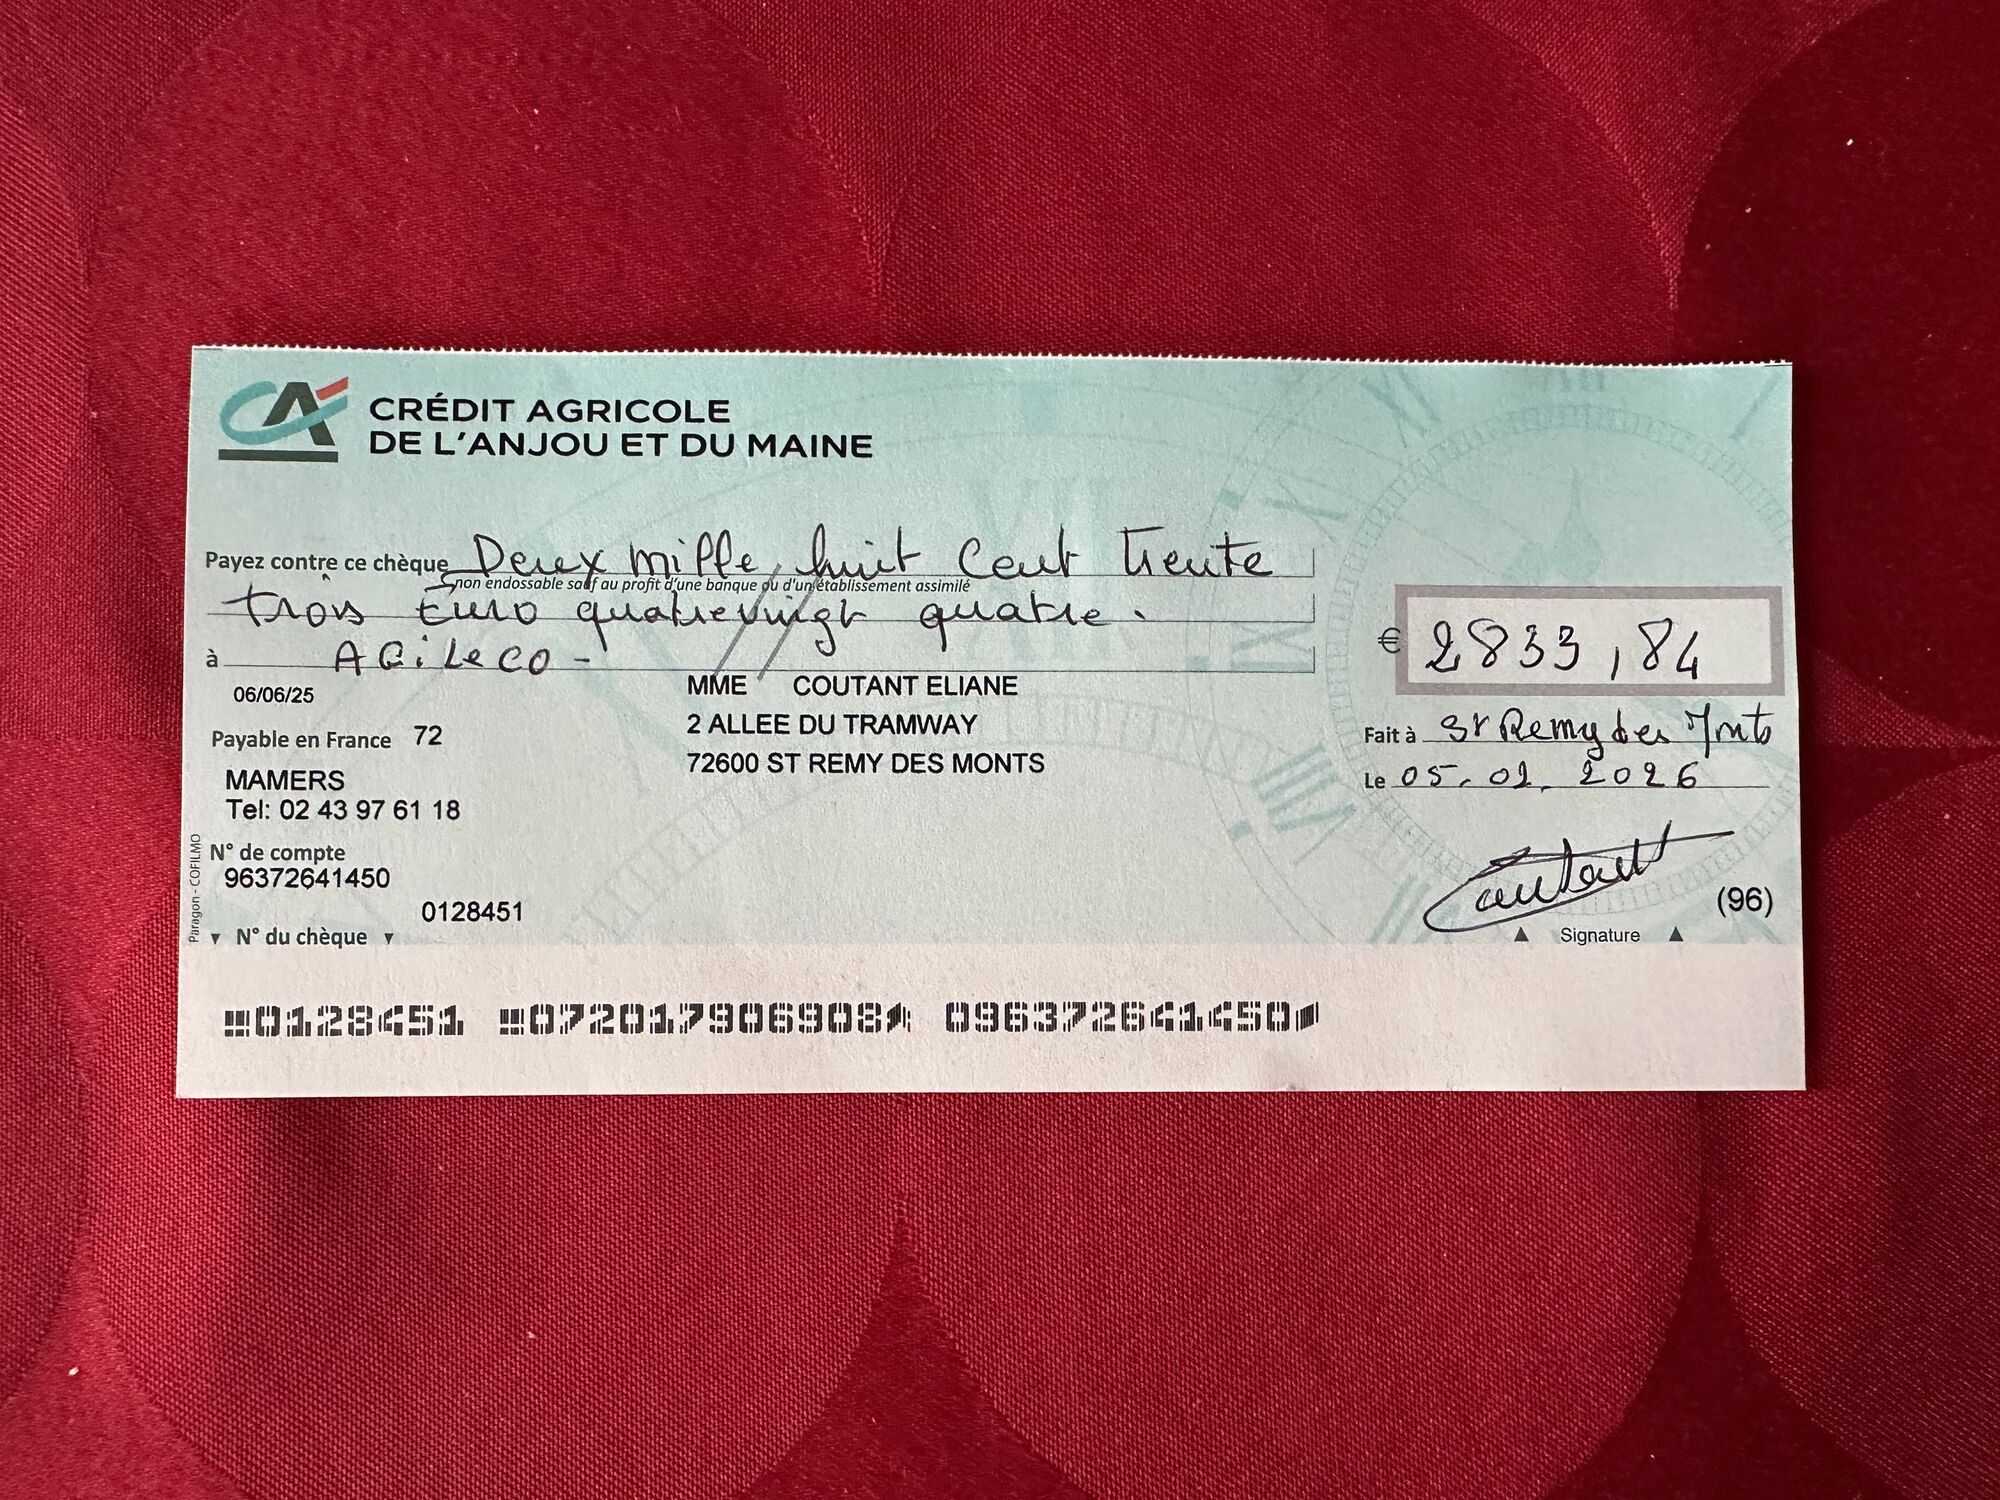 CRÉDIT AGRICOLE
DE L'ANJOU ET DU MAINE
Payez contre ce chèque Deux mille huit Cent trente
non endossable sauf au profit d'une banque ou d'un établissement assimilé
trois Euro quatrevingt quatre.
€ 2833,84
à AGiLeCO -
06/06/25
MME COUTANT ELIANE
2 ALLEE DU TRAMWAY
72600 ST REMY DES MONTS
Payable en France 72
MAMERS
Tel: 02 43 97 61 18
Fait à St Remy des Monts
Le 05.02.2026
N° de compte
96372641450
0128451
N° du chèque
Coutant
(96)
Signature
Paragon - COFILMO
0128451 072017906908 096372641450